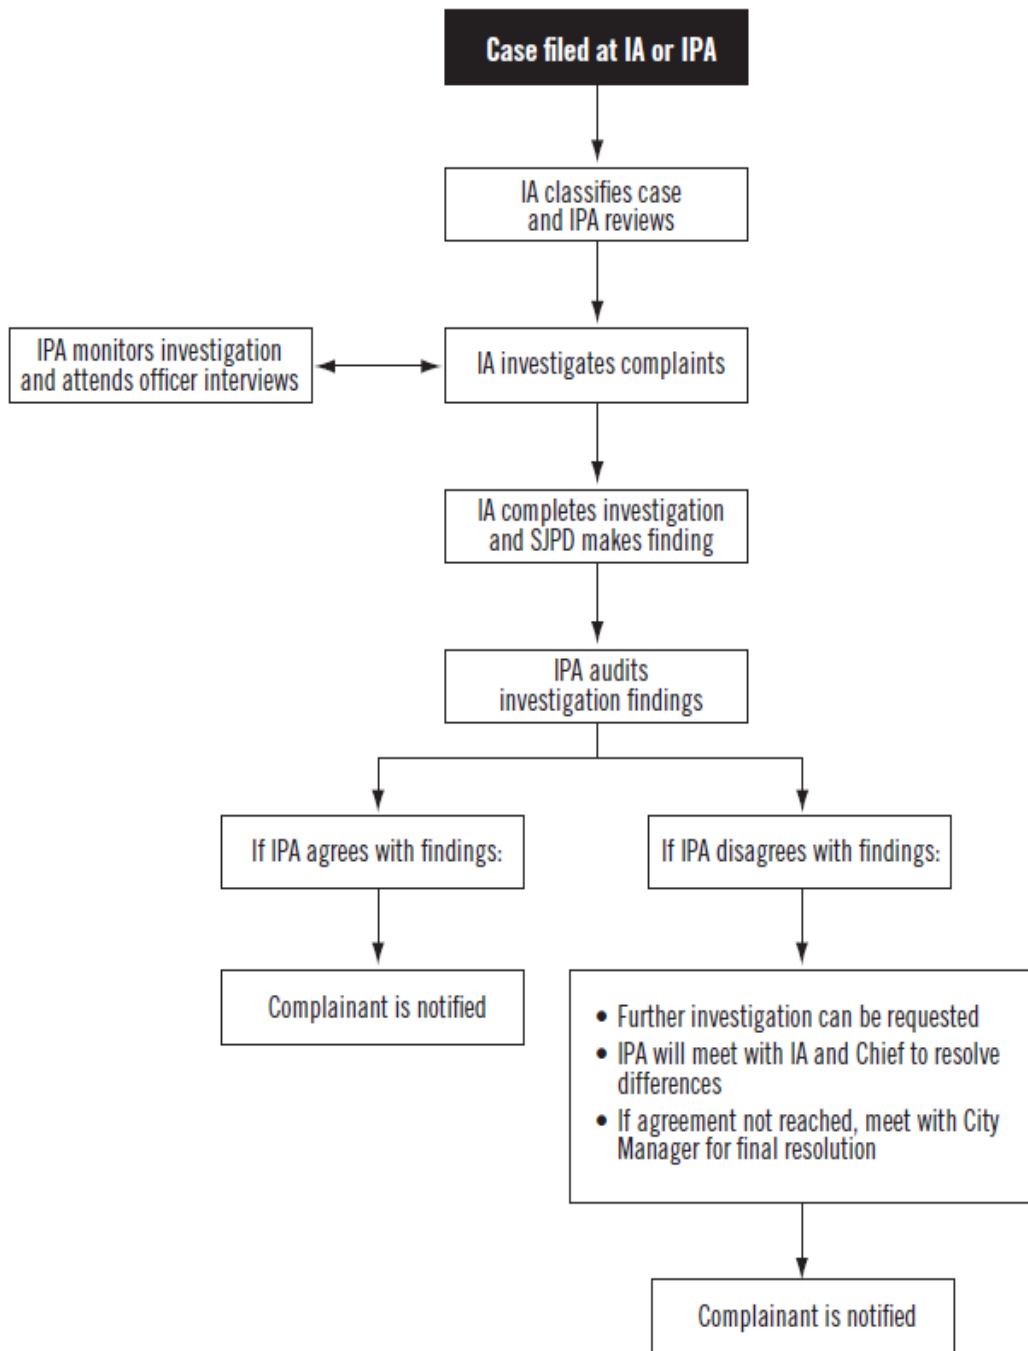 Case filed at IA or IPA
IA classifies case
and IPA reviews
IPA monitors investigation
and attends officer interviews
IA investigates complaints
IA completes investigation
and SJPD makes finding
IPA audits
investigation findings
If IPA agrees with findings:
If IPA disagrees with findings:
Complainant is notified
• Further investigation can be requested
• IPA will meet with IA and Chief to resolve
differences
• If agreement not reached, meet with City
Manager for final resolution
Complainant is notified